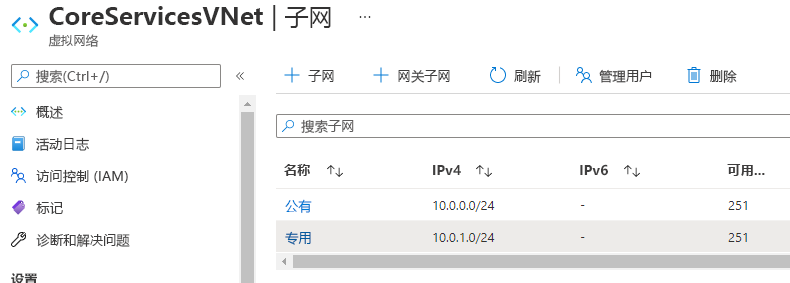 CoreServicesVNet | 子网 ...
虚拟网络
搜索(Ctrl+/) «
+ 子网 + 网关子网 刷新 管理用户 删除
概述
活动日志
访问控制 (IAM)
标记
诊断和解决问题
设置
搜索子网
名称 ↑↓ IPv4 ↑↓ IPv6 ↑↓ 可用...
公有 10.0.0.0/24 - 251
专用 10.0.1.0/24 - 251